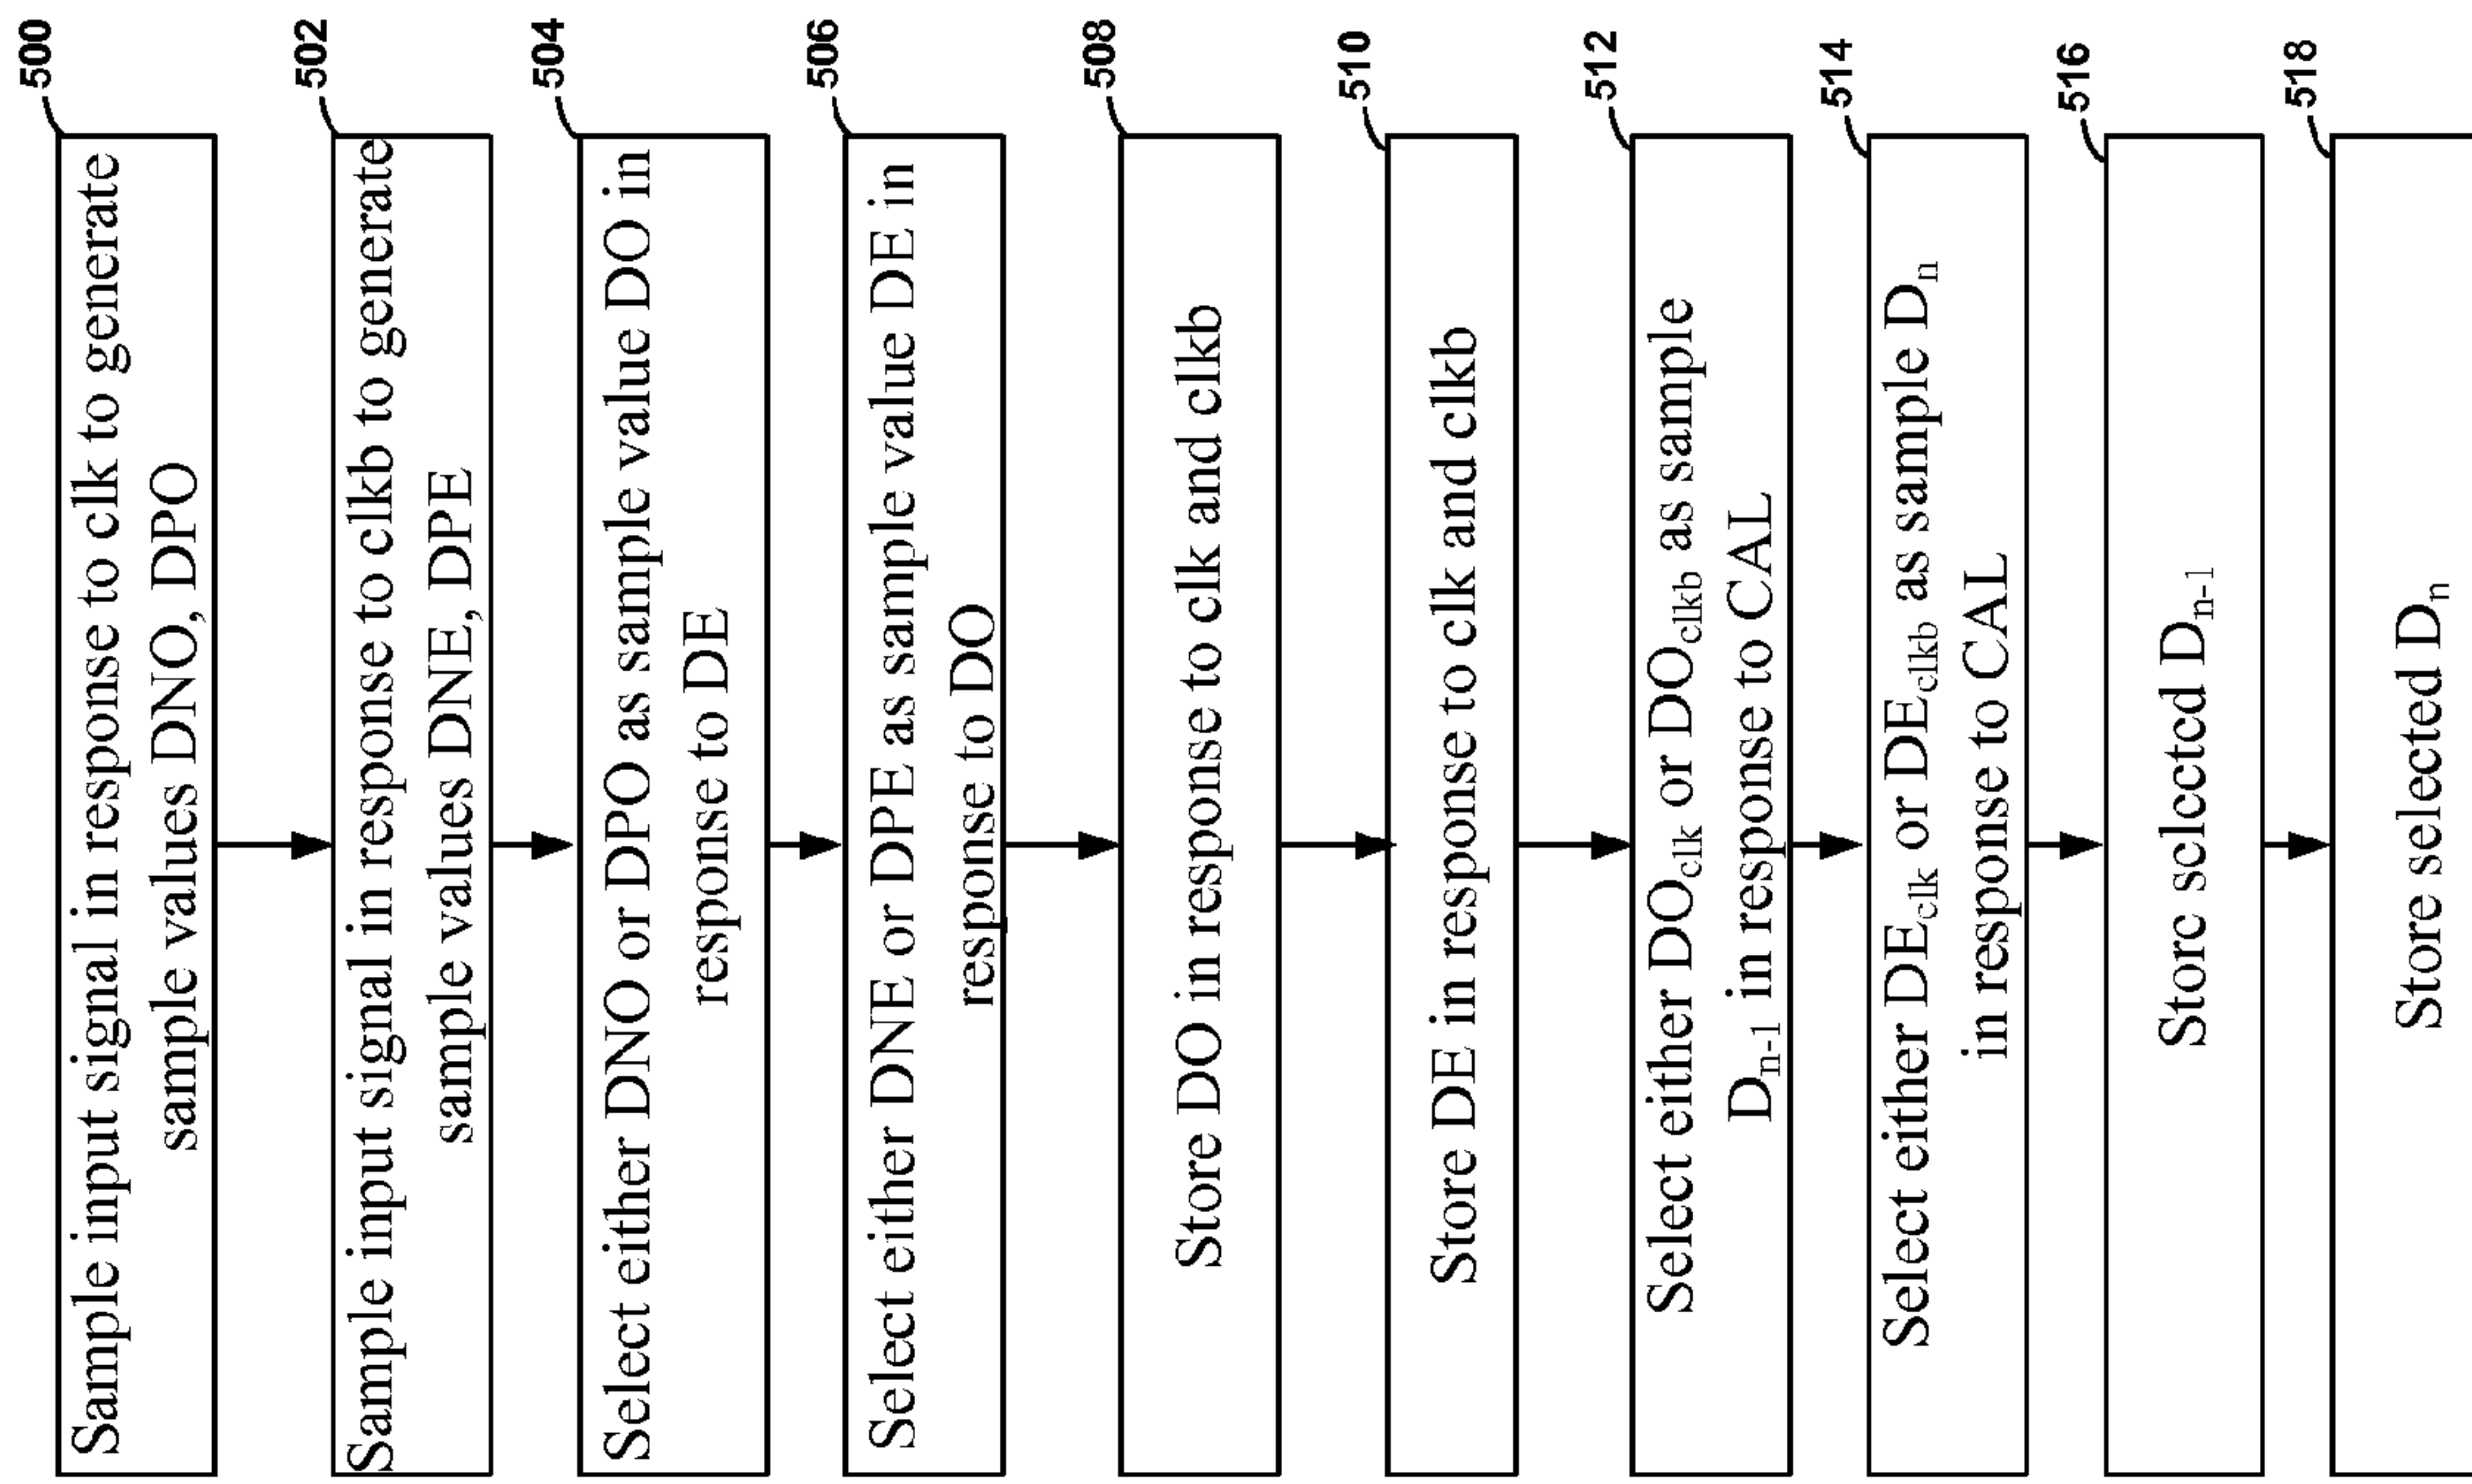 500
Sample input signal in response to clk to generate
sample values DNO, DPO
502
Sample input signal in response to clkb to generate
sample values DNE, DPE
504
Select either DNO or DPO as sample value DO in
response to DE
506
Select either DNE or DPE as sample value DE in
response to DO
508
Store DO in response to clk and clkb
510
Store DE in response to clk and clkb
512
Select either DOclk or DOclkb as sample
Dn-1 in response to CAL
514
Select either DEclk or DEclkb as sample Dn
in response to CAL
516
Store selected Dn-1
518
Store selected Dn